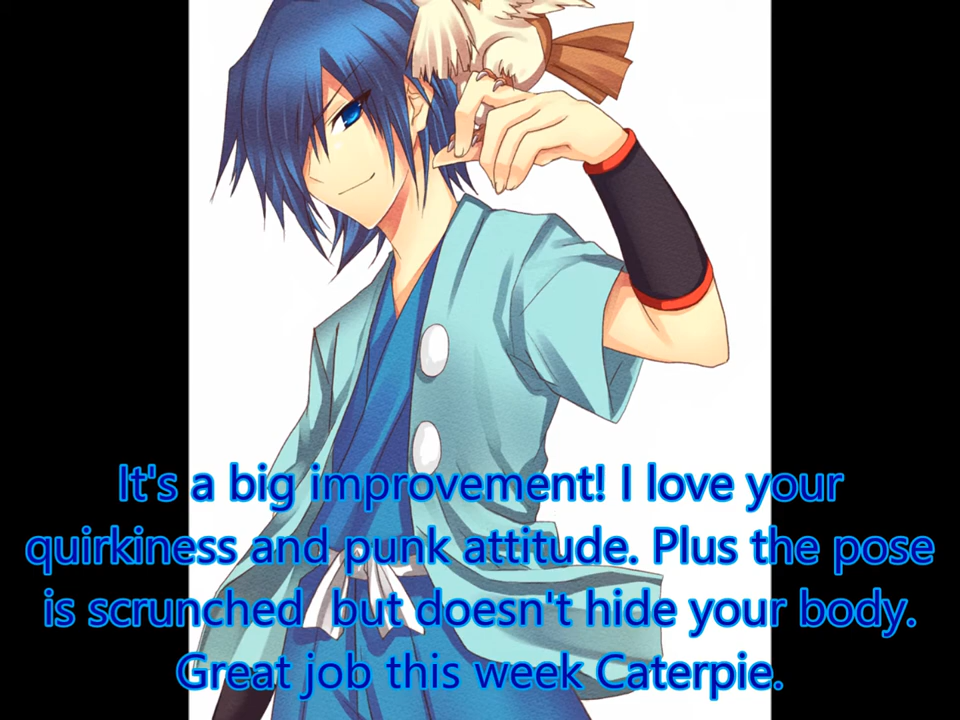 It's a big improvement! I love your
quirkiness and punk attitude. Plus the pose
is scrunched  but doesn't hide your body.
Great job this week Caterpie.